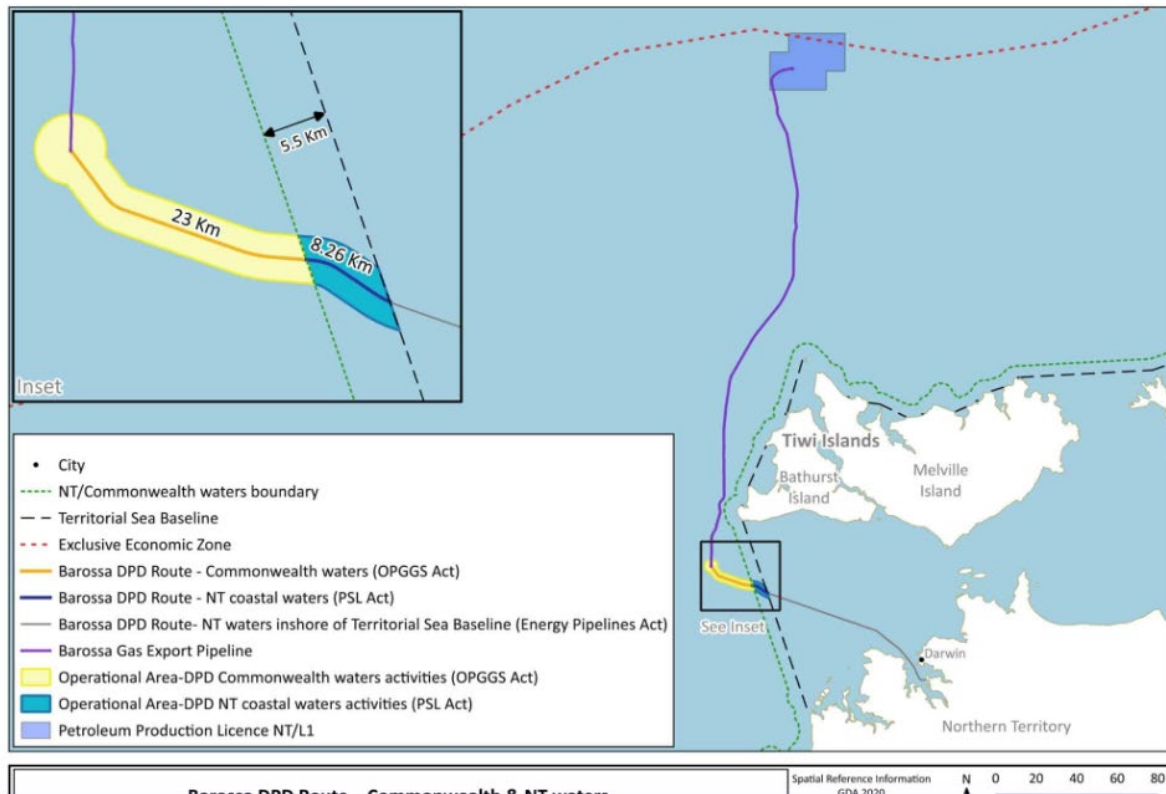 5.5 Km
23 Km
8.26 Km
Inset
City
NT/Commonwealth waters boundary
Territorial Sea Baseline
Exclusive Economic Zone
Barossa DPD Route - Commonwealth waters (OPGGS Act)
Barossa DPD Route - NT coastal waters (PSL Act)
Barossa DPD Route- NT waters inshore of Territorial Sea Baseline (Energy Pipelines Act)
Barossa Gas Export Pipeline
Operational Area-DPD Commonwealth waters activities (OPGGS Act)
Operational Area-DPD NT coastal waters activities (PSL Act)
Petroleum Production Licence NT/L1
Tiwi Islands
Bathurst
Island
Melville
Island
See Inset
Darwin
Northern Territory
Barossa DPD Route - Commonwealth & NT waters
Spatial Reference Information
GDA 2020
N 0 20 40 60 80